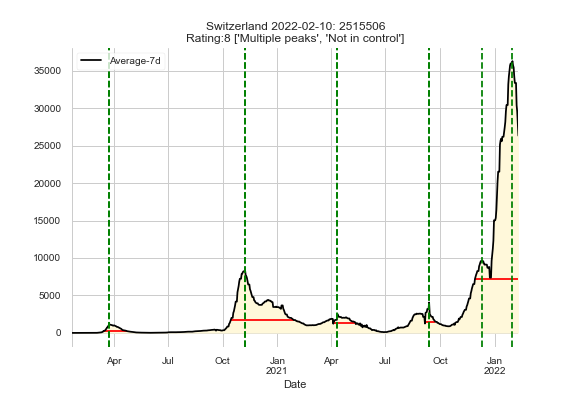 Switzerland 2022-02-10: 2515506
Rating:8 ['Multiple peaks', 'Not in control']
Average-7d
35000
30000
25000
20000
15000
10000
5000
0
Apr Jul Oct Jan Apr Jul Oct Jan
2021 2022
Date